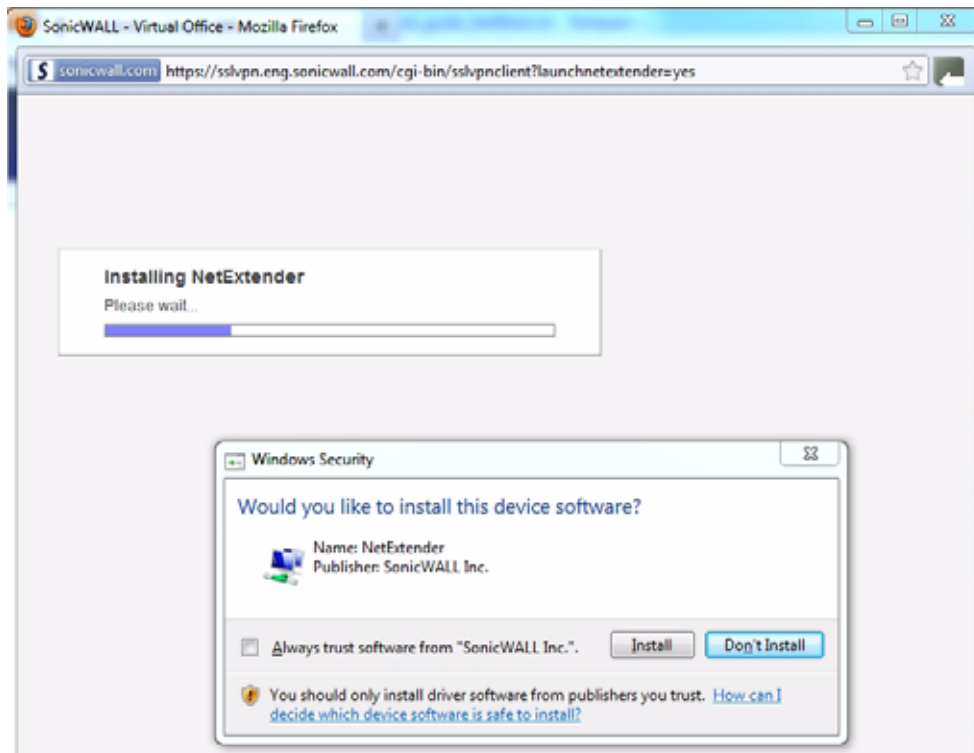 SonicWALL - Virtual Office - Mozilla Firefox
S sonicwall.com https://sslvpn.eng.sonicwall.com/cgi-bin/sslvpnclient?launchnetextender=yes
Installing NetExtender
Please wait...
Windows Security
Would you like to install this device software?
Name: NetExtender
Publisher: SonicWALL Inc.
Always trust software from "SonicWALL Inc.".
Install
Don't Install
You should only install driver software from publishers you trust. How can I
decide which device software is safe to install?